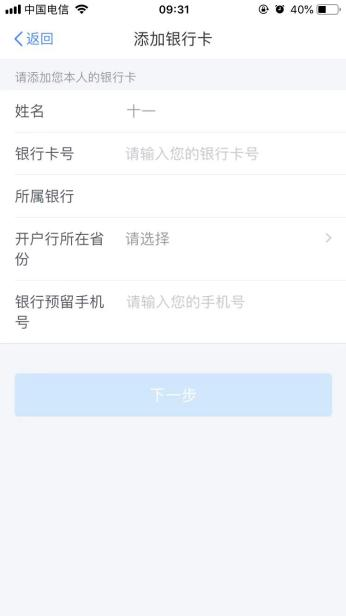 中国电信 09:31 40%
返回 添加银行卡
请添加您本人的银行卡
姓名 十一
银行卡号 请输入您的银行卡号
所属银行
开户行所在省 请选择
份
银行预留手机 请输入您的手机号
号
下一步